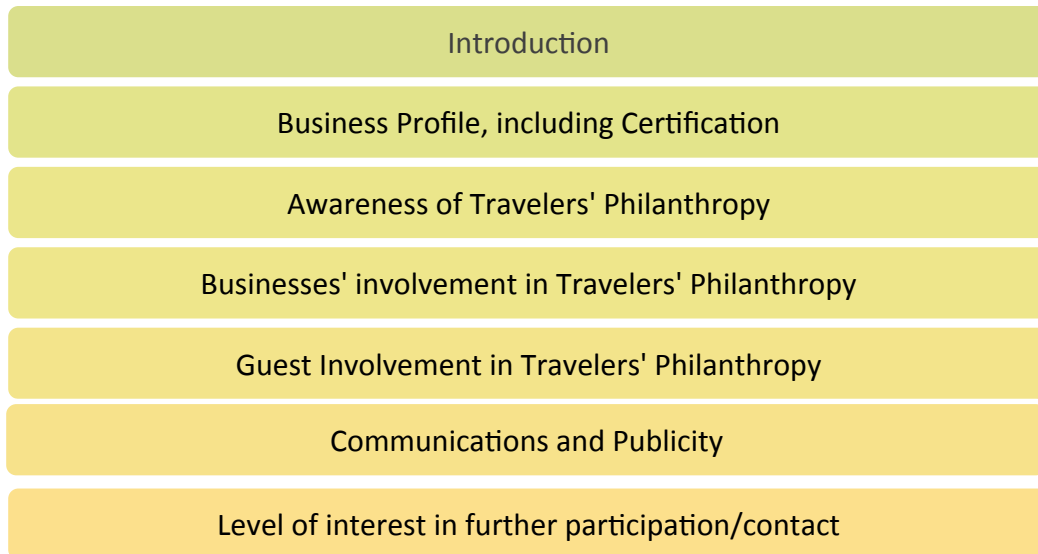 Introduction
Business Profile, including Certification
Awareness of Travelers' Philanthropy
Businesses' involvement in Travelers' Philanthropy
Guest Involvement in Travelers' Philanthropy
Communications and Publicity
Level of interest in further participation/contact